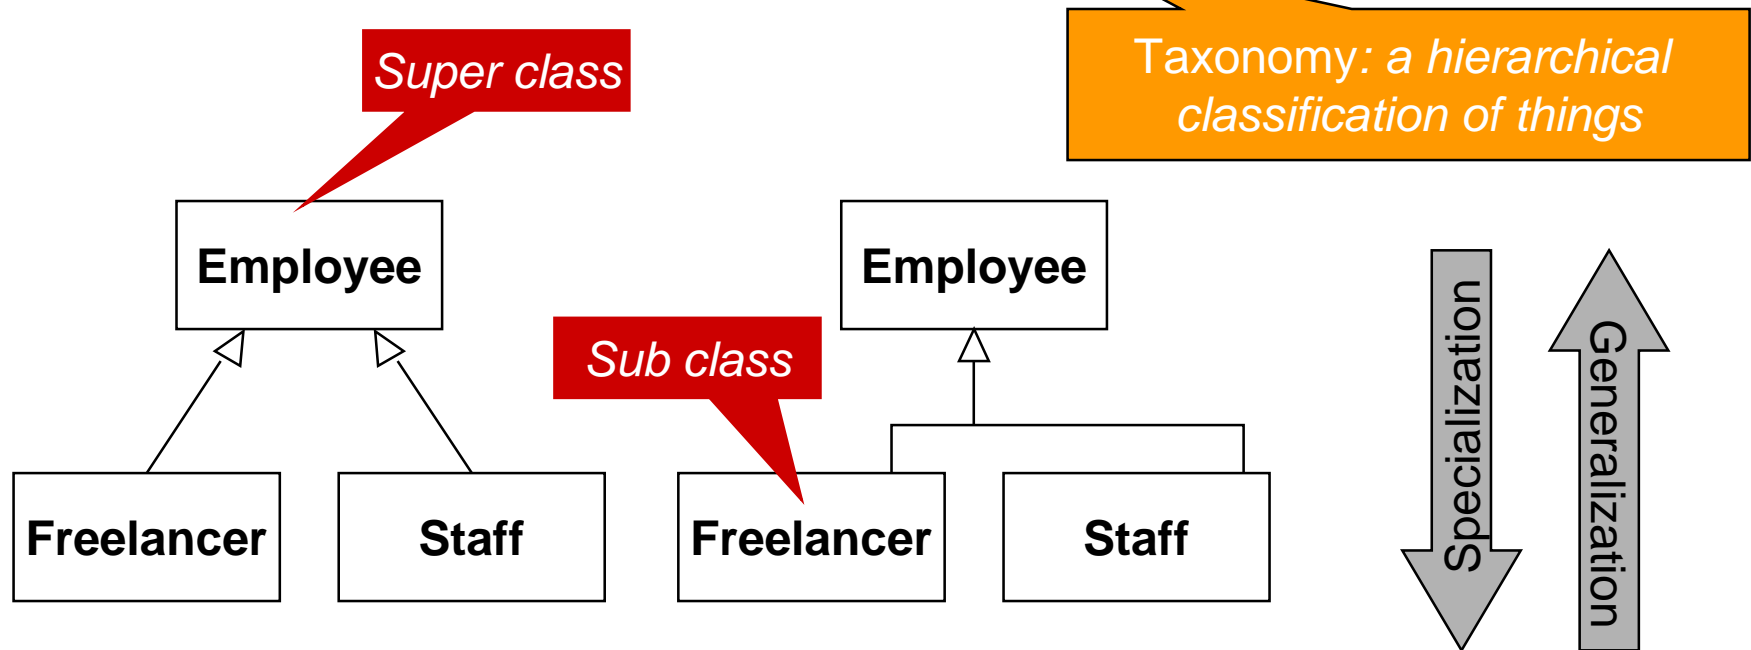 Super class
Taxonomy: a hierarchical
classification of things
Employee
Employee
Sub class
Freelancer
Staff
Freelancer
Staff
Specialization
Generalization